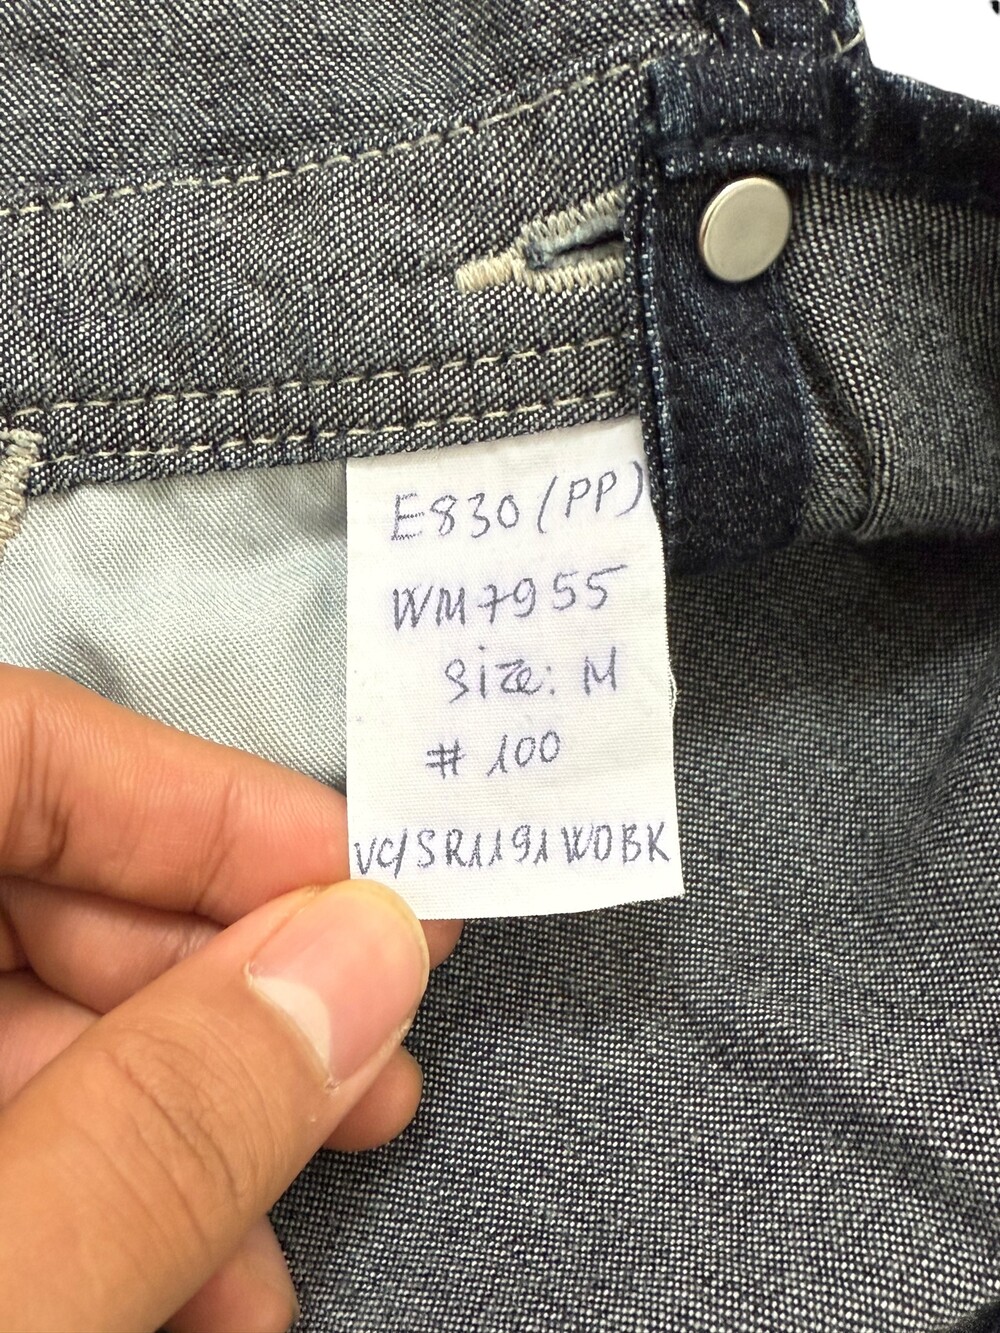 E830 (PP)
WM7955
Size: M
# 100
VC/SR1191WOBK